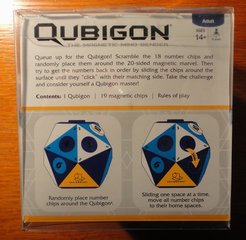 QUBIGON
THE MAGNETIC MIND BENDER
Adult
AGES
14+
Queue up for the Qubigon! Scramble the 18 number chips and
randomly place them around the 20-sided magnetic marvel. Then
try to get the numbers back in order by sliding the chips around the
surface until they "click" with their matching side. Take the challenge
and consider yourself a Qubigon master!
Contents: 1 Qubigon | 19 magnetic chips | Rules of play
Randomly place number
chips around the Qubigon.
Sliding one space at a time,
move all number chips to
their home spaces.